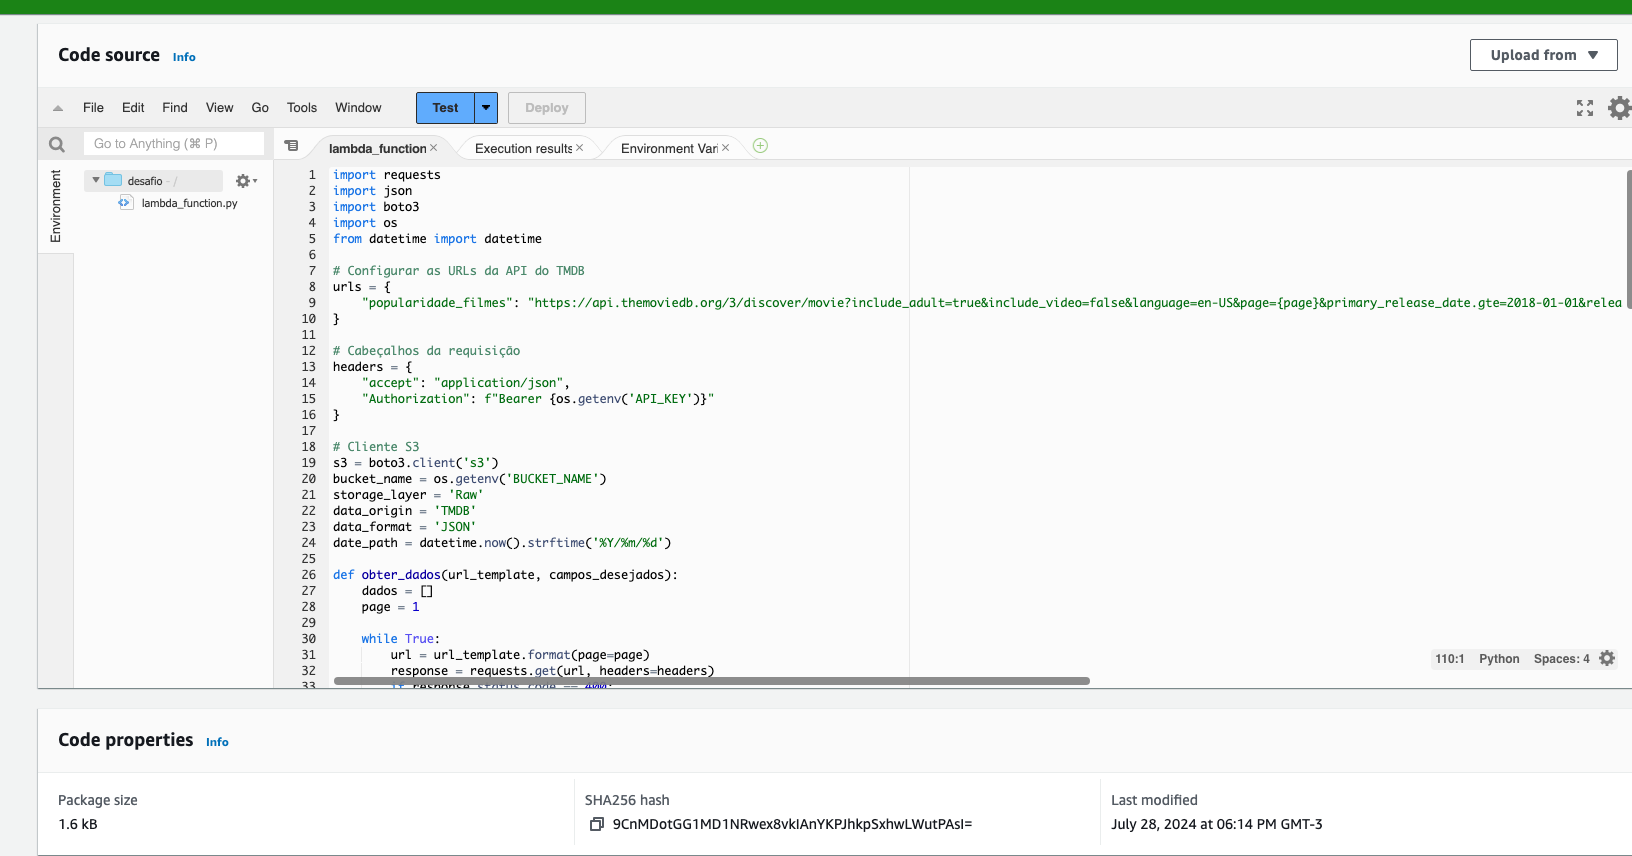 Code source Info
Upload from
File Edit Find View Go Tools Window Test Deploy
Go to Anything (⌘ P)
lambda_function Execution results Environment Vari
Environment
desafio - /
lambda_function.py
1 import requests
2 import json
3 import boto3
4 import os
5 from datetime import datetime
6
7 # Configurar as URLs da API do TMDB
8 urls = {
9 "popularidade_filmes": "https://api.themoviedb.org/3/discover/movie?include_adult=true&include_video=false&language=en-US&page={page}&primary_release_date.gte=2018-01-01&relea
10 }
11
12 # Cabeçalhos da requisição
13 headers = {
14 "accept": "application/json",
15 "Authorization": f"Bearer {os.getenv('API_KEY')}"
16 }
17
18 # Cliente S3
19 s3 = boto3.client('s3')
20 bucket_name = os.getenv('BUCKET_NAME')
21 storage_layer = 'Raw'
22 data_origin = 'TMDB'
23 data_format = 'JSON'
24 date_path = datetime.now().strftime('%Y/%m/%d')
25
26 def obter_dados(url_template, campos_desejados):
27 dados = []
28 page = 1
29
30 while True:
31 url = url_template.format(page=page)
32 response = requests.get(url, headers=headers)
33 if response.status_code == 400:
110:1 Python Spaces: 4
Code properties Info
Package size
1.6 kB
SHA256 hash
9CnMDotGG1MD1NRwex8vkIAnYKPJhkpSxhwLWutPAsI=
Last modified
July 28, 2024 at 06:14 PM GMT-3